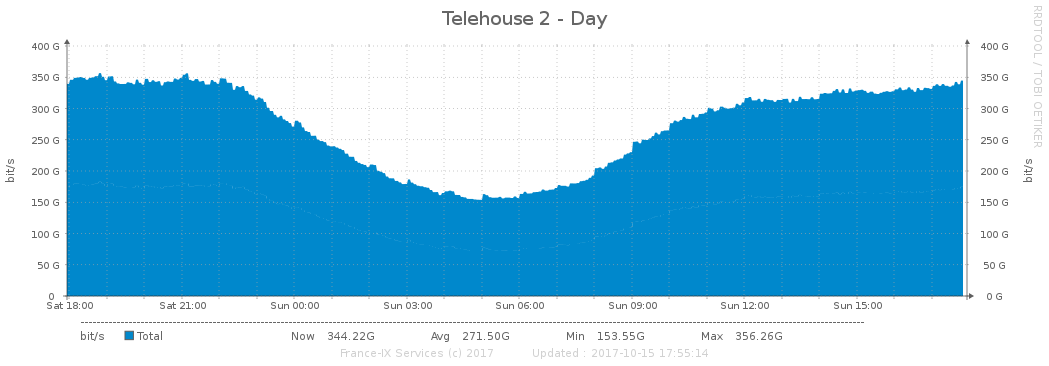 Telehouse 2 - Day
RRDTOOL / TOBI OETIKER
bit/s
bit/s
400 G 400 G
350 G 350 G
300 G 300 G
250 G 250 G
200 G 200 G
150 G 150 G
100 G 100 G
50 G 50 G
0 0 G
Sat 18:00 Sat 21:00 Sun 00:00 Sun 03:00 Sun 06:00 Sun 09:00 Sun 12:00 Sun 15:00
bit/s Total Now 344.22G Avg 271.50G Min 153.55G Max 356.26G
France-IX Services (c) 2017 Updated : 2017-10-15 17:55:14